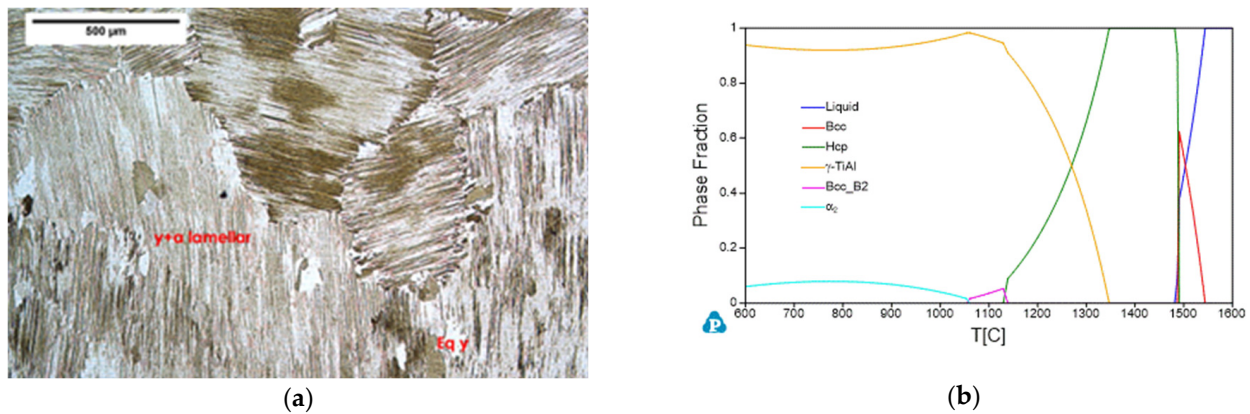 500 µm
γ+α lamellar
Eq γ
(a)
1
0.8
0.6
0.4
0.2
0
Phase Fraction
Liquid
Bcc
Hcp
γ-TiAl
Bcc_B2
α₂
P
600 700 800 900 1000 1100 1200 1300 1400 1500 1600
T[C]
(b)